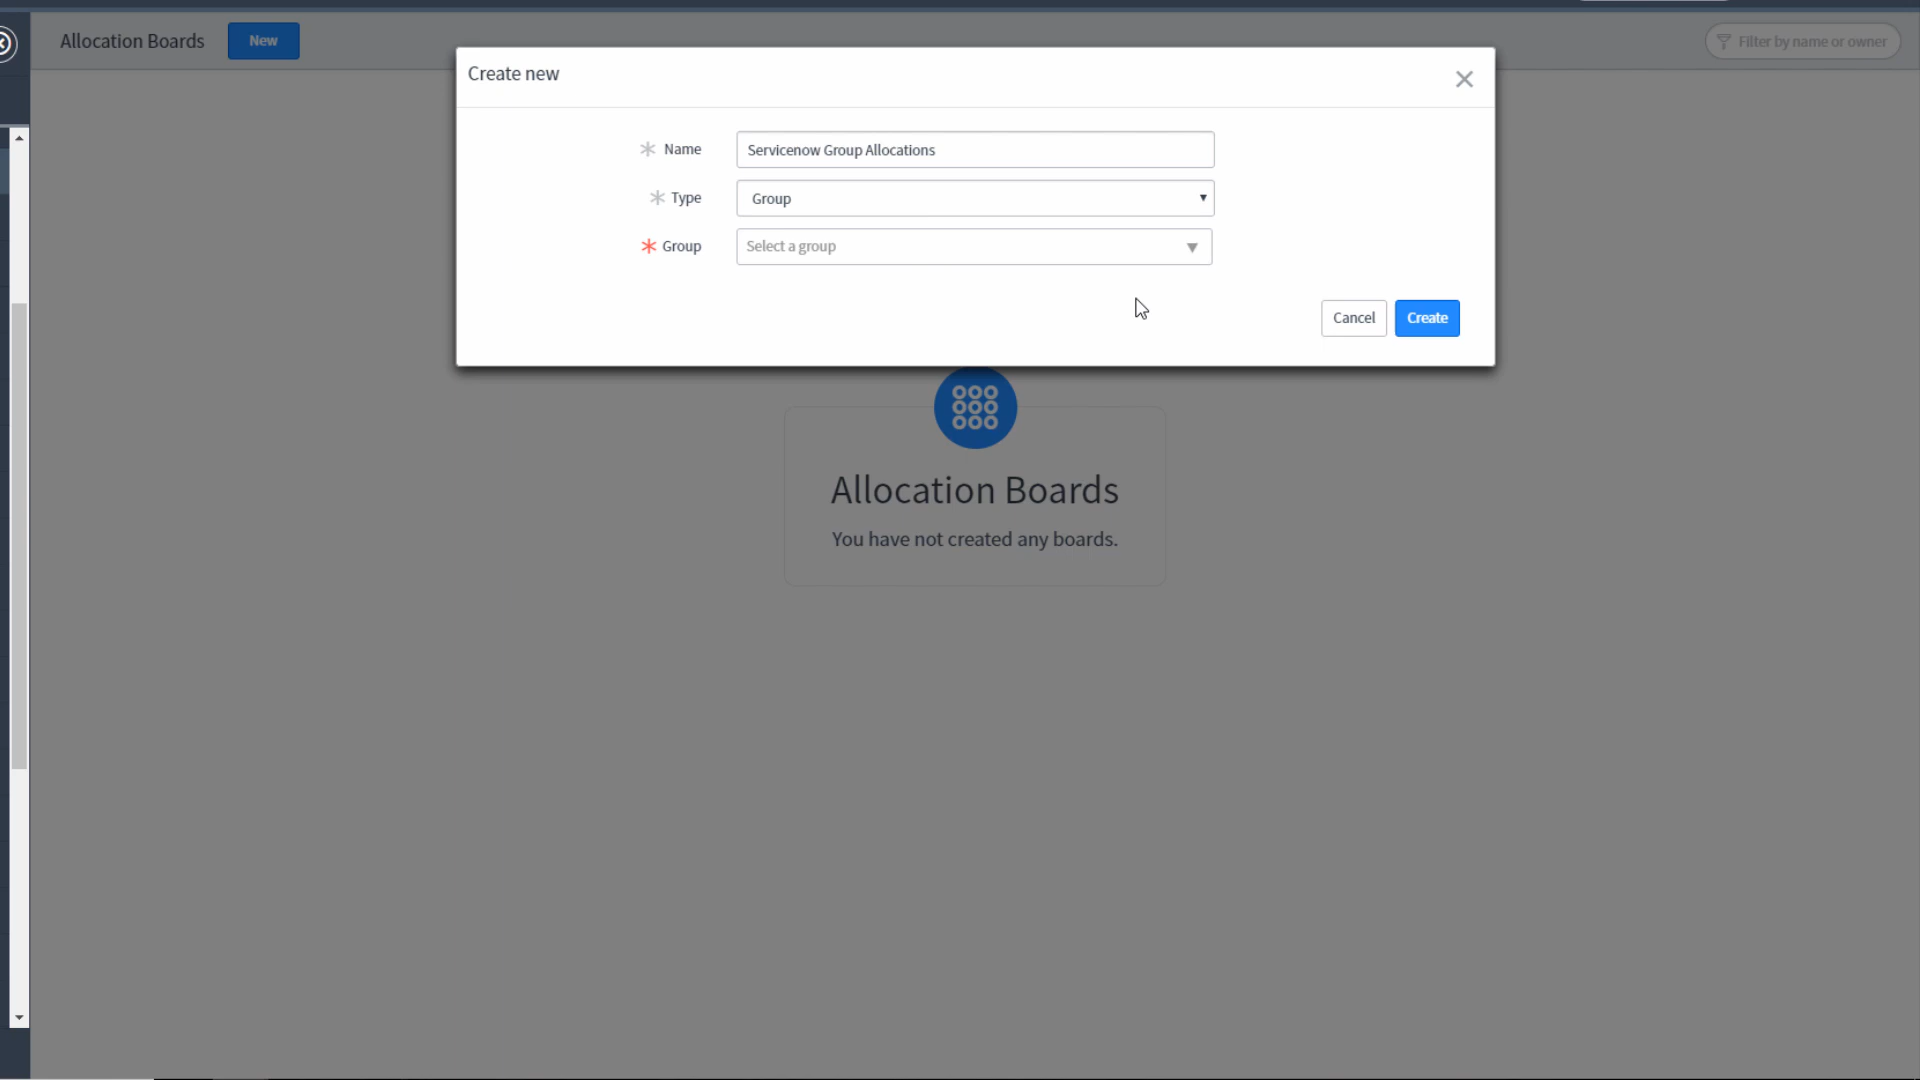 Allocation Boards
New
Filter by name or owner
Create new
Name
Servicenow Group Allocations
Type
Group
Group
Select a group
Cancel
Create
Allocation Boards
You have not created any boards.